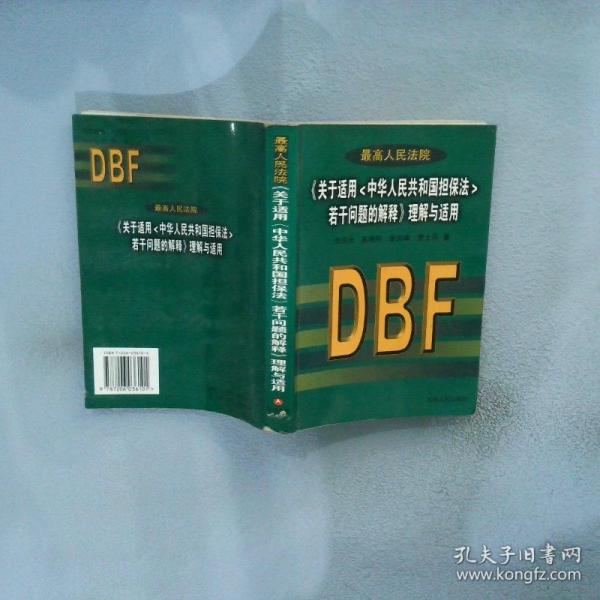 DBF
最高人民法院
《关于适用<中华人民共和国担保法>
若干问题的解释》理解与适用
最高人民法院《关于适用〈中华人民共和国担保法〉若干问题的解释》理解与适用
最高人民法院
《关于适用<中华人民共和国担保法>
若干问题的解释》理解与适用
著
DBF
孔夫子旧书网
www.kongfz.com